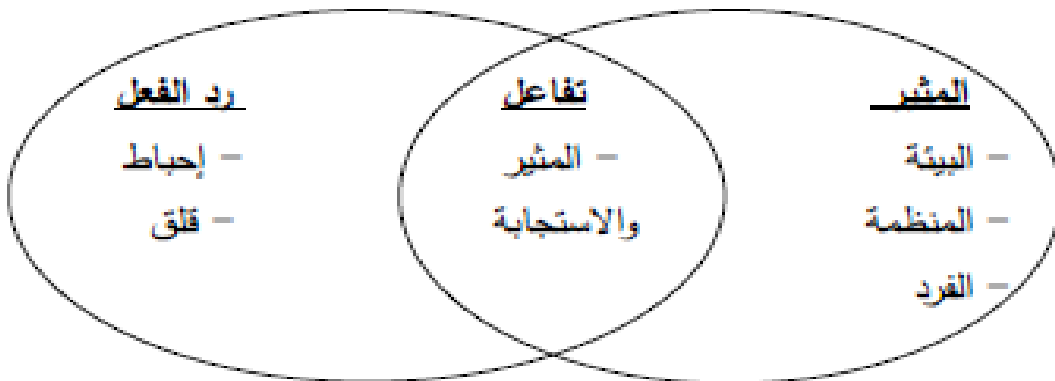 المثير
– البيئة
– المنظمة
– الفرد
تفاعل
– المثير
والاستجابة
رد الفعل
– إحباط
– قلق